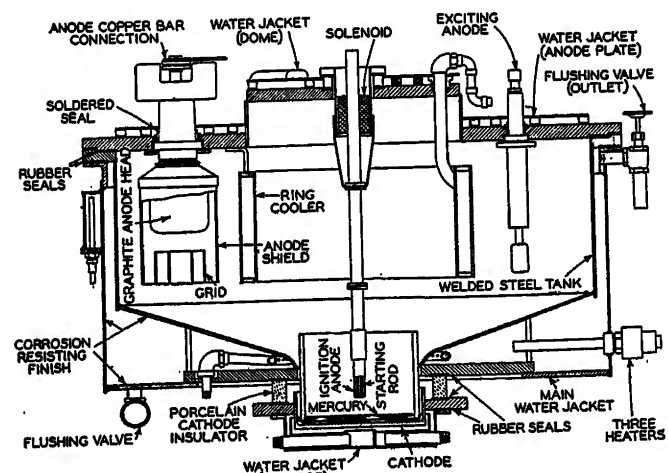 ANODE COPPER BAR
CONNECTION
WATER JACKET
(DOME)
SOLENOID
EXCITING
ANODE
WATER JACKET
(ANODE PLATE)
FLUSHING VALVE
(OUTLET)
SOLDERED
SEAL
RUBBER
SEALS
GRAPHITE ANODE HEAD
RING
COOLER
ANODE
SHIELD
GRID
WELDED STEEL TANK
CORROSION
RESISTING
FINISH
IGNITION
ANODE
STARTING
ROD
MERCURY
PORCELAIN
CATHODE
INSULATOR
MAIN
WATER JACKET
RUBBER SEALS
THREE
HEATERS
FLUSHING VALVE
WATER JACKET
CATHODE